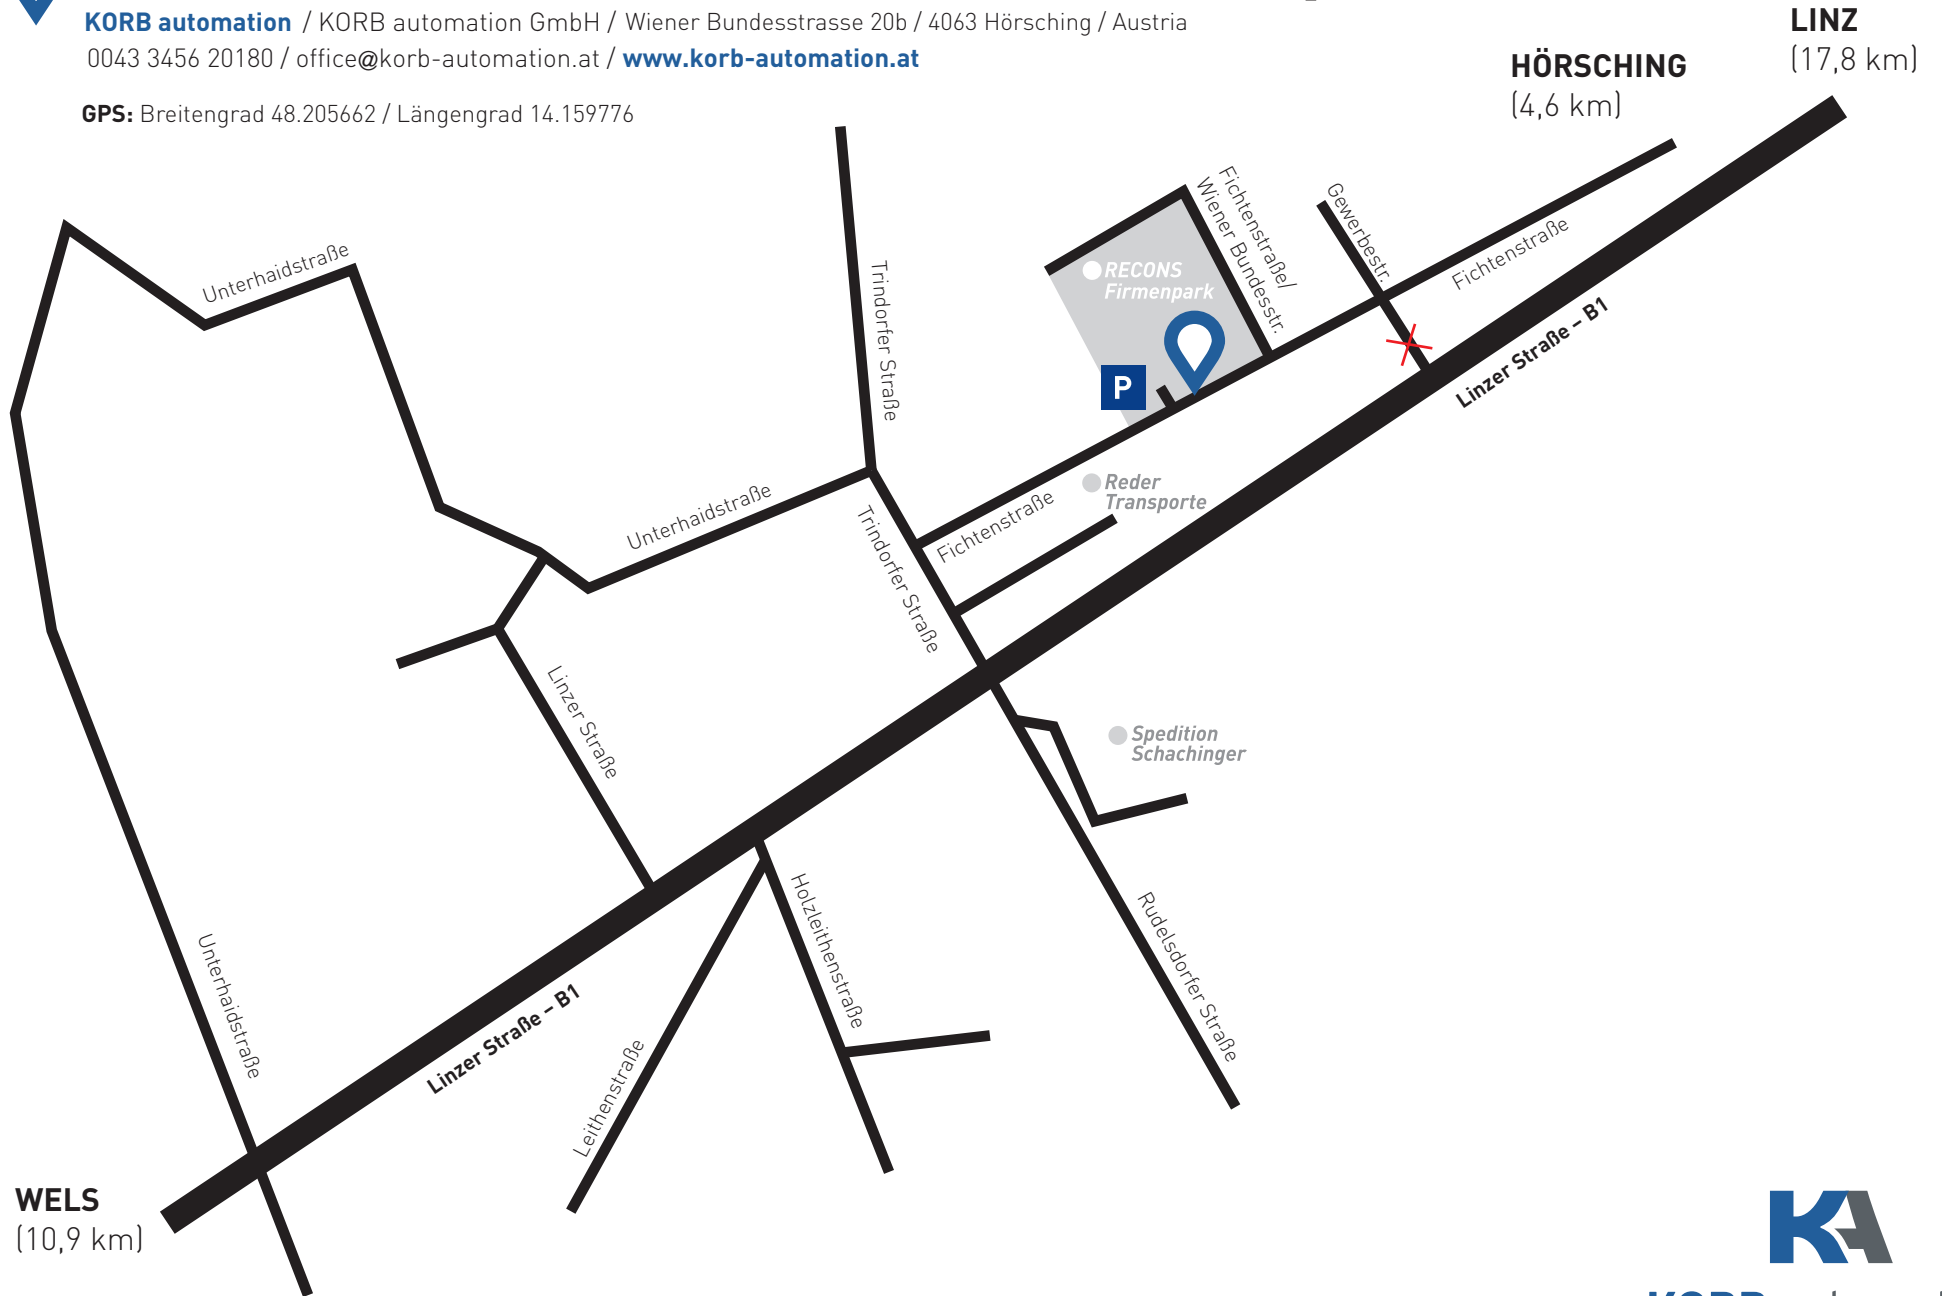 KORB automation / KORB automation GmbH / Wiener Bundesstrasse 20b / 4063 Hörsching / Austria
0043 3456 20180 / office@korb-automation.at / www.korb-automation.at
GPS: Breitengrad 48.205662 / Längengrad 14.159776
LINZ
(17,8 km)
HÖRSCHING
(4,6 km)
Fichtenstraße/
Wiener Bundesstr.
Gewerbestr.
Fichtenstraße
Linzer Straße – B1
RECONS
Firmenpark
P
Trindorfer Straße
Unterhaidstraße
Unterhaidstraße
Trindorfer Straße
Fichtenstraße
Reder
Transporte
Linzer Straße
Spedition
Schachinger
Holzleithenstraße
Rudelsdorfer Straße
Unterhaidstraße
Linzer Straße – B1
Leithenstraße
WELS
(10,9 km)
KA